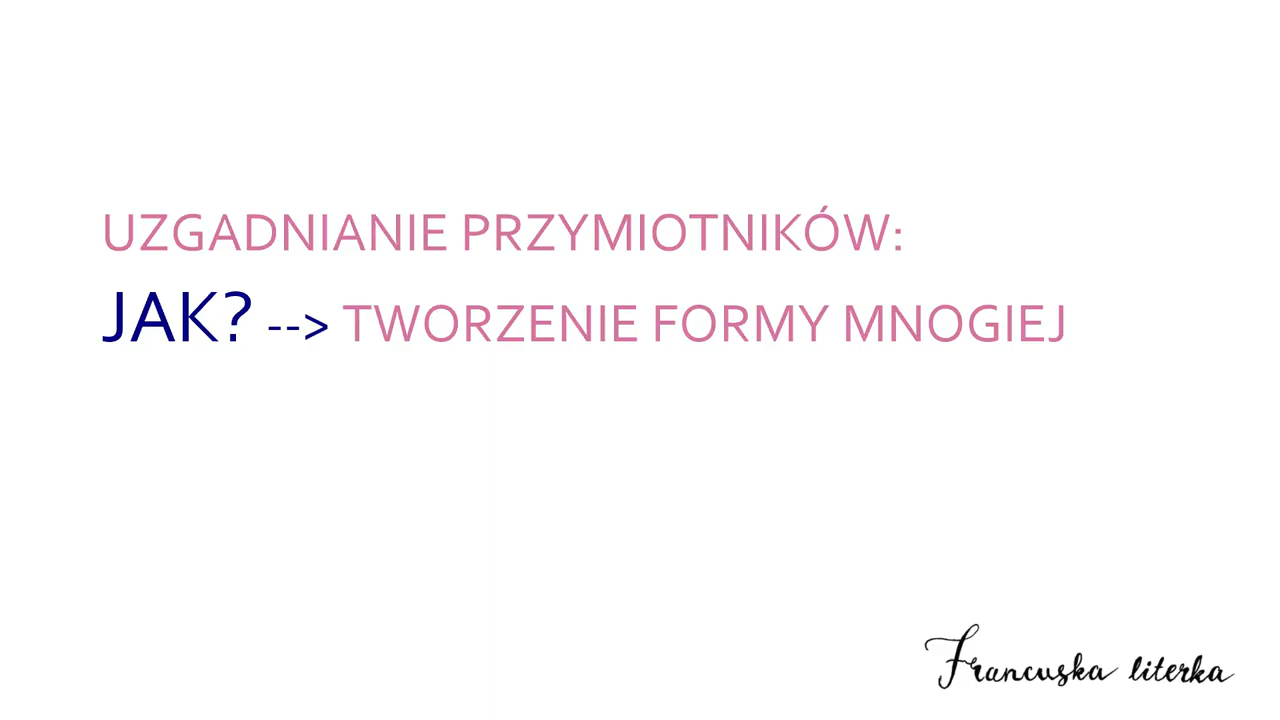 UZGADNIANIE PRZYMIOTNIKÓW:
JAK? --> TWORZENIE FORMY MNOGIEJ
Francuska literka